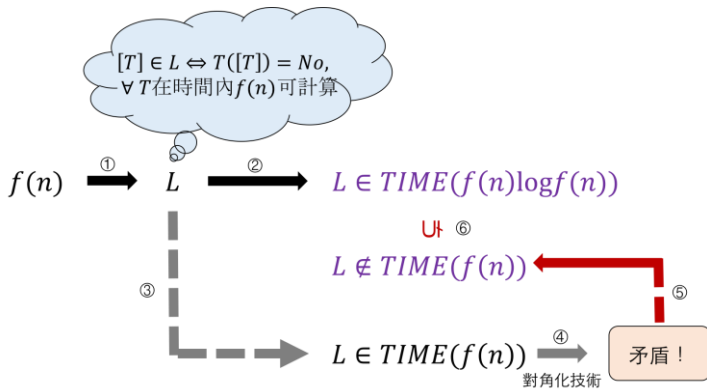 [T] ∈ L ⇔ T([T]) = No,
∀ T在時間內f(n)可計算
f(n) ① L ② L ∈ TIME(f(n)logf(n))
⊊ ⑥
L ∉ TIME(f(n))
③ ⑤
L ∈ TIME(f(n)) ④ 矛盾！
對角化技術